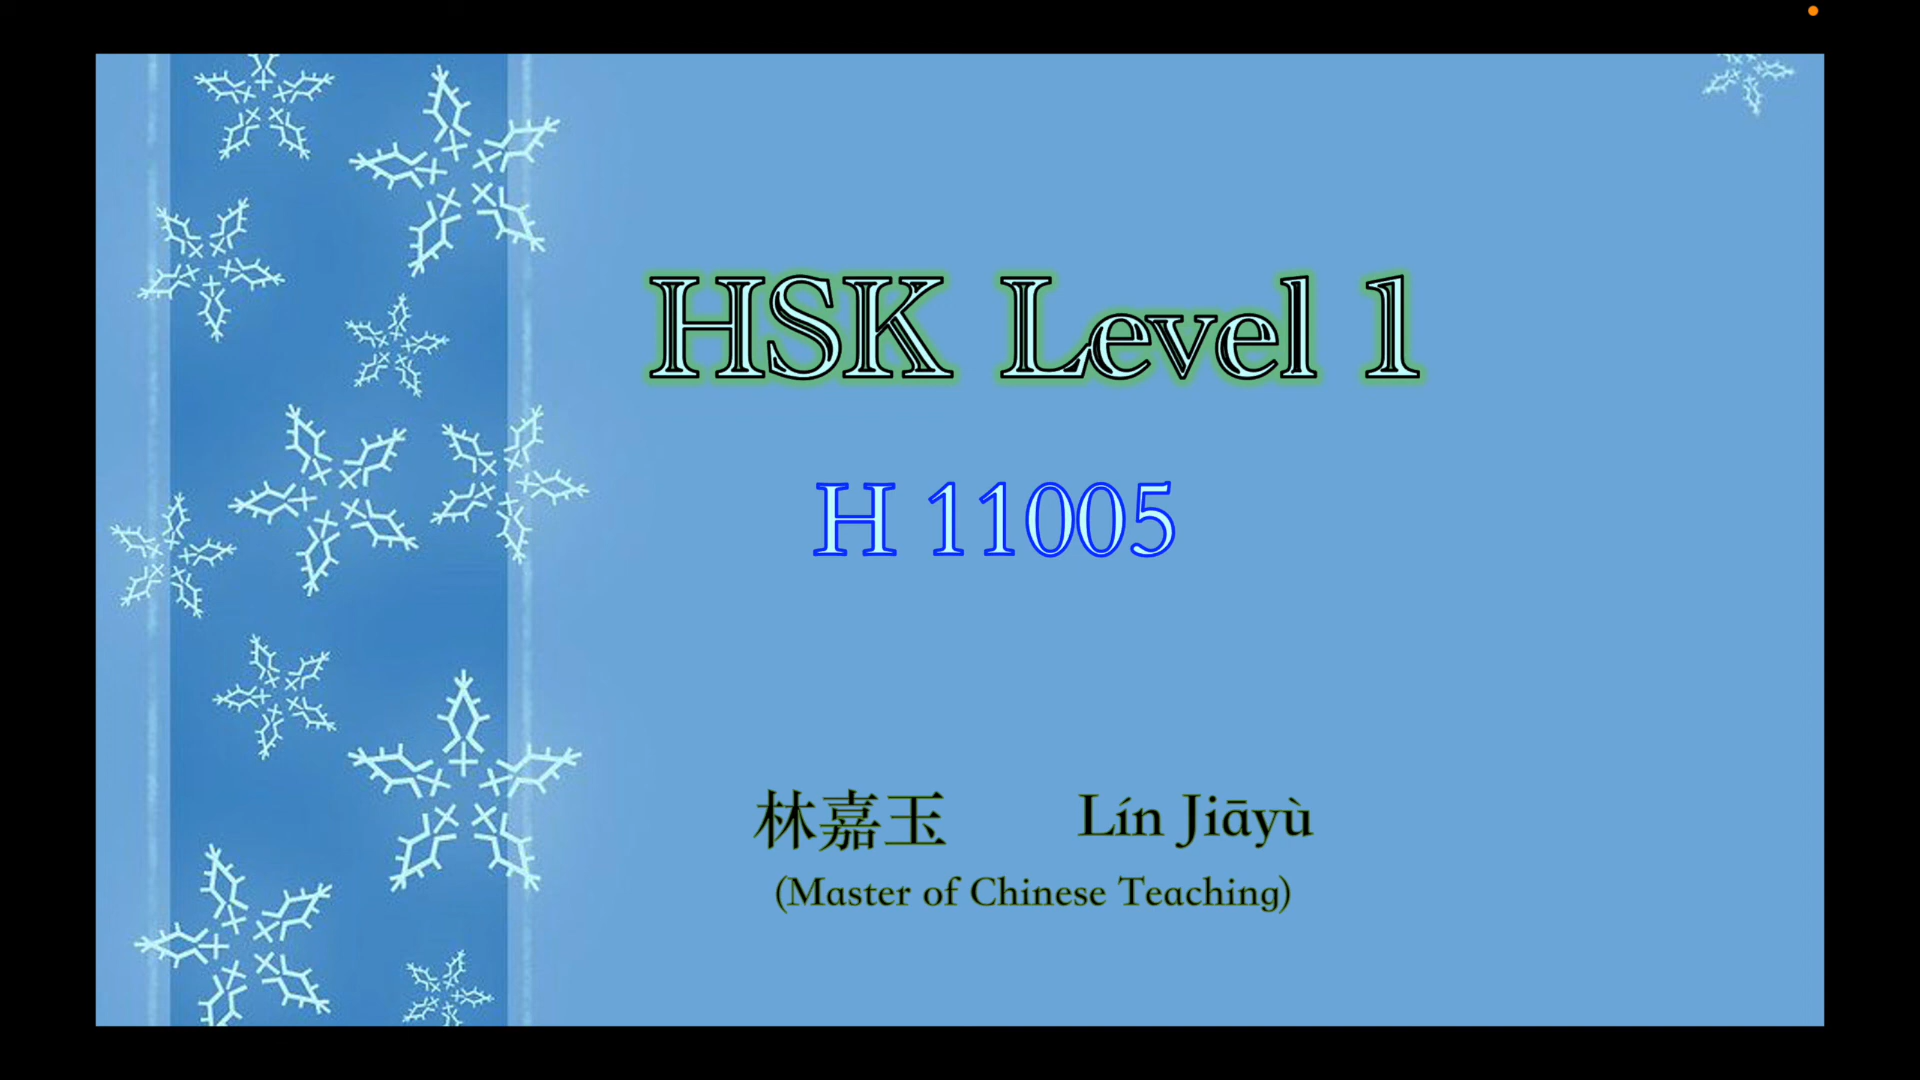 HSK Level 1
H 11005
林嘉玉 Lín Jiāyù
(Master of Chinese Teaching)